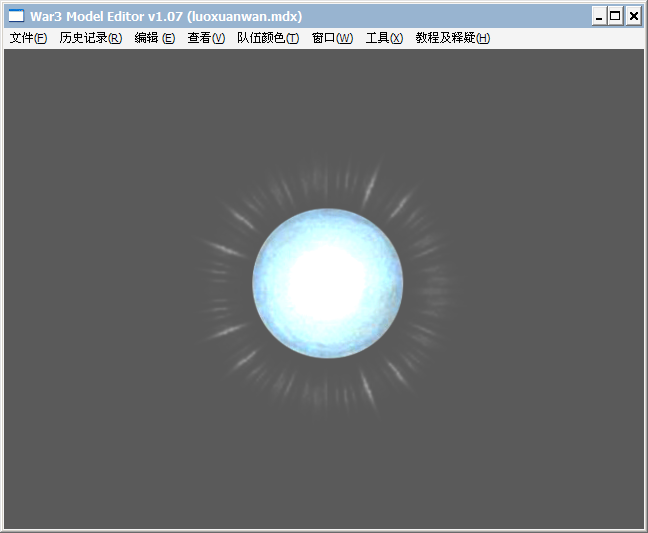 War3 Model Editor v1.07 (luoxuanwan.mdx)
文件(F) 历史记录(R) 编辑 (E) 查看(V) 队伍颜色(T) 窗口(W) 工具(X) 教程及释疑(H)